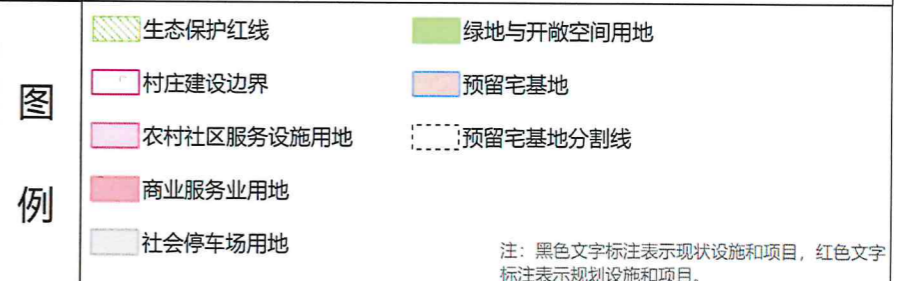 图例
生态保护红线
村庄建设边界
农村社区服务设施用地
商业服务业用地
社会停车场用地
绿地与开敞空间用地
预留宅基地
预留宅基地分割线
注：黑色文字标注表示现状设施和项目，红色文字
标注表示规划设施和项目。